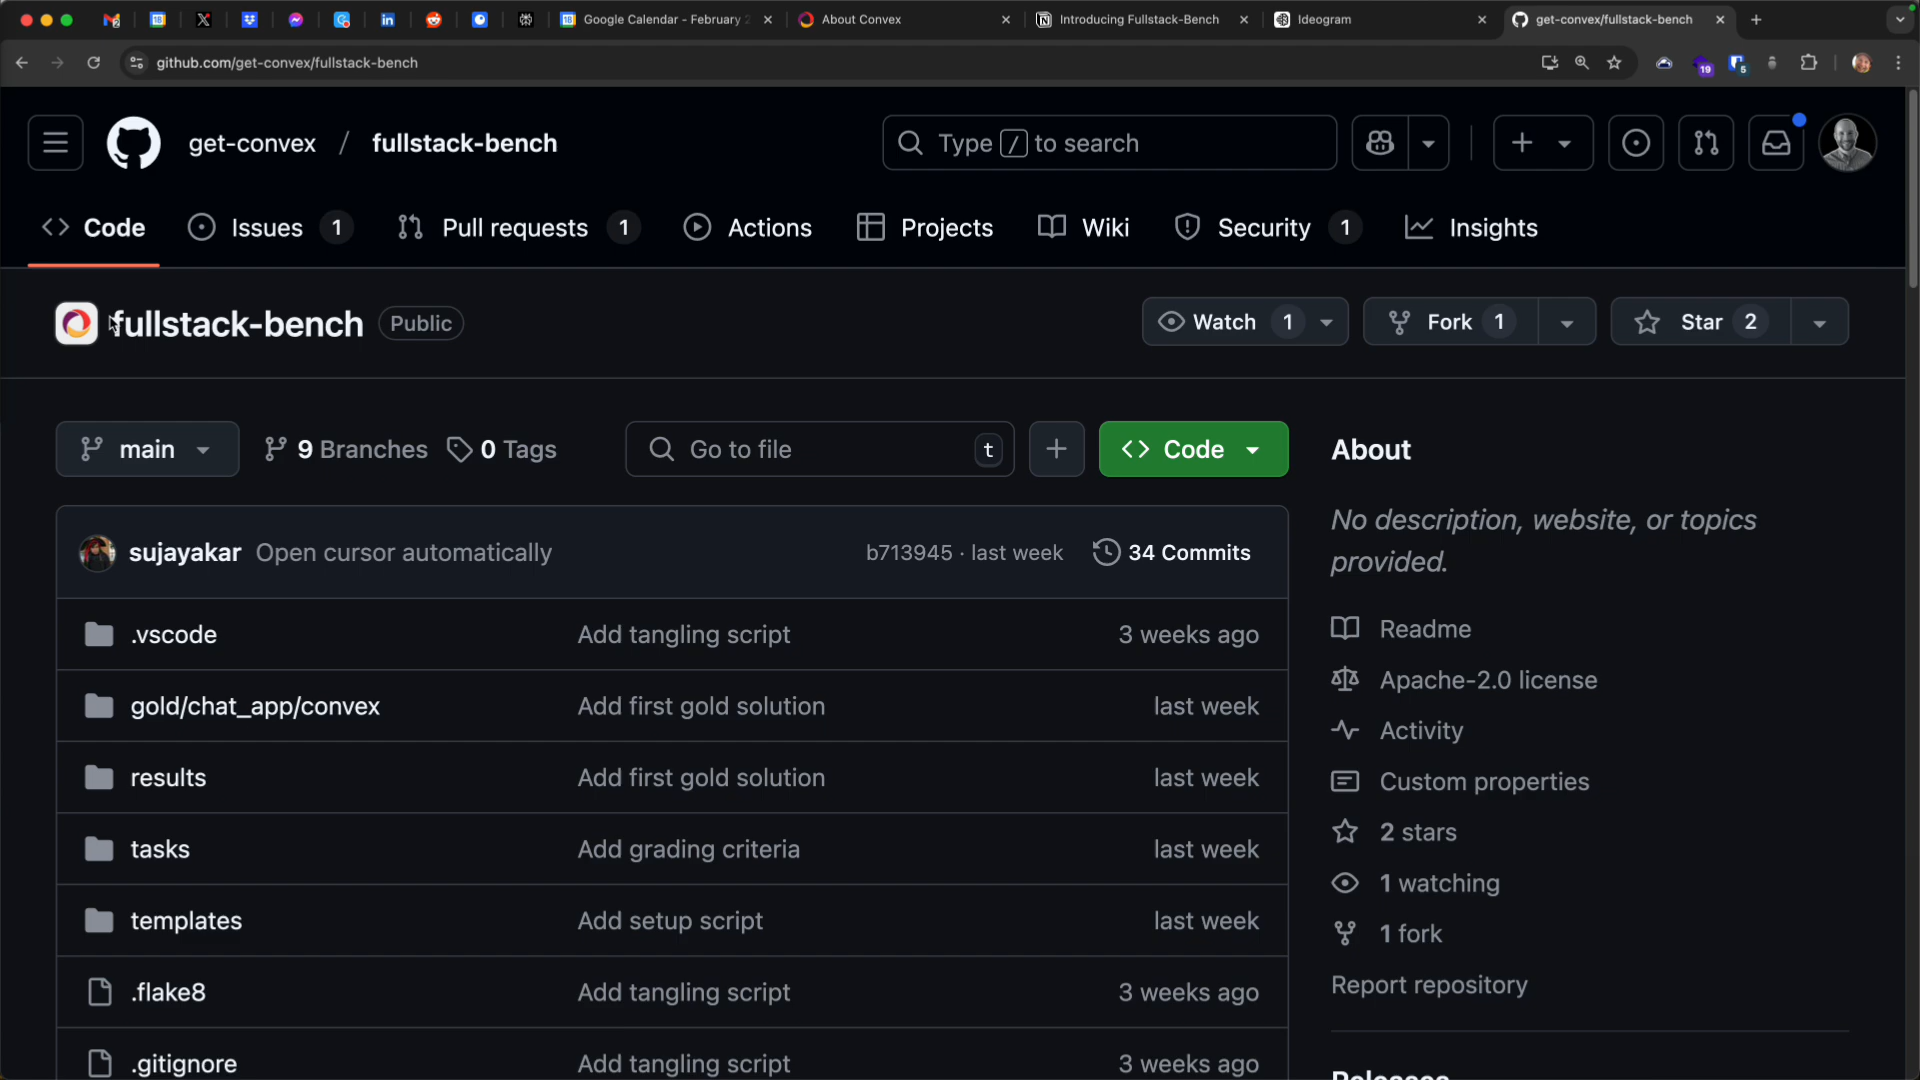 Google Calendar - February 2
About Convex
Introducing Fullstack-Bench
Ideogram
get-convex/fullstack-bench
github.com/get-convex/fullstack-bench
19
5
get-convex / fullstack-bench
Type / to search
Code
Issues 1
Pull requests 1
Actions
Projects
Wiki
Security 1
Insights
fullstack-bench Public
Watch 1
Fork 1
Star 2
main
9 Branches
0 Tags
Go to file t
Code
About
No description, website, or topics
provided.
sujayakar Open cursor automatically b713945 · last week 34 Commits
.vscode Add tangling script 3 weeks ago
gold/chat_app/convex Add first gold solution last week
results Add first gold solution last week
tasks Add grading criteria last week
templates Add setup script last week
.flake8 Add tangling script 3 weeks ago
.gitignore Add tangling script 3 weeks ago
Readme
Apache-2.0 license
Activity
Custom properties
2 stars
1 watching
1 fork
Report repository
Releases